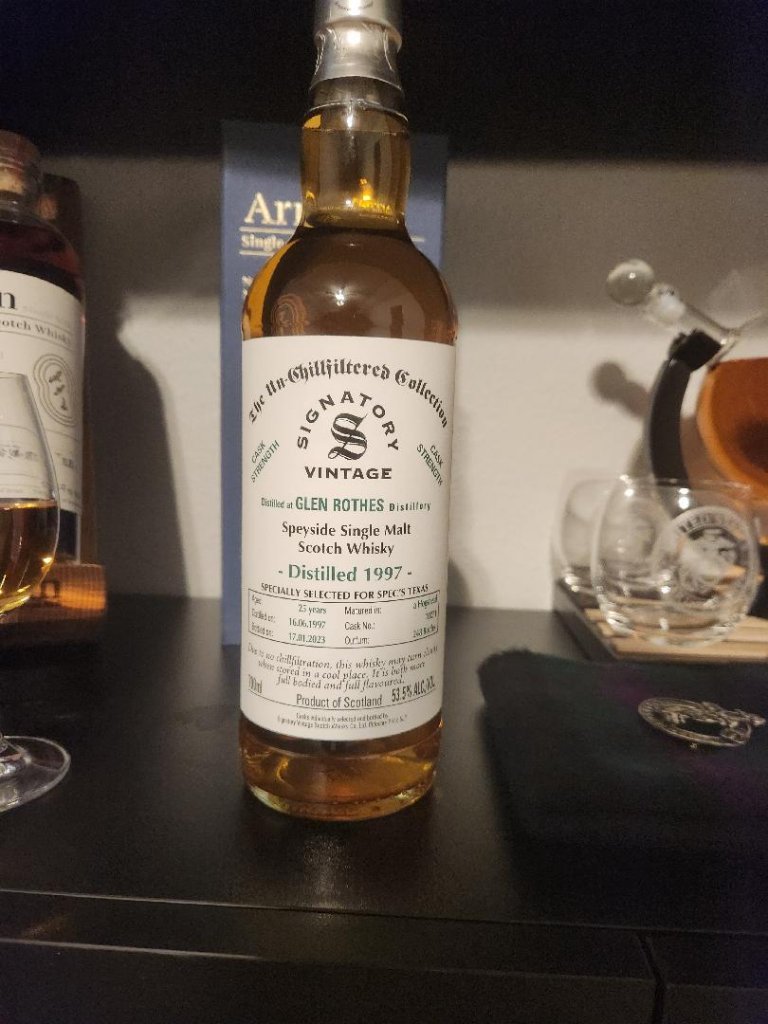 The Un-Chillfiltered Collection
SIGNATORY
S
VINTAGE
CASK STRENGTH
CASK STRENGTH
Distilled at GLEN ROTHES Distillery
Speyside Single Malt
Scotch Whisky
- Distilled 1997 -
SPECIALLY SELECTED FOR SPEC'S TEXAS
Aged: 25 years Matured in: a Hogshead
Distilled on: 16.06.1997 Cask No.:
Bottled on: 17.01.2023 Outturn:
Due to no chillfiltration, this whisky may turn cloudy
when stored in a cool place. It is both more
full bodied and full flavoured.
700ml Product of Scotland 53.5% ALC./VOL.
Arr
Single
n
otch Whisk